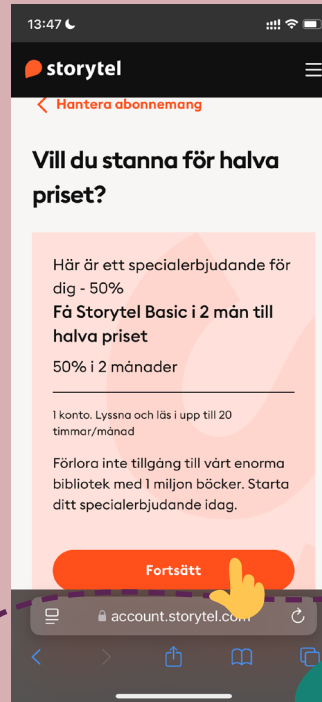 13:47
storytel
Hantera abonnemang
Vill du stanna för halva
priset?
Här är ett specialerbjudande för
dig - 50%
Få Storytel Basic i 2 mån till
halva priset
50% i 2 månader
1 konto. Lyssna och läs i upp till 20
timmar/månad
Förlora inte tillgång till vårt enorma
bibliotek med 1 miljon böcker. Starta
ditt specialerbjudande idag.
Fortsätt
account.storytel.com